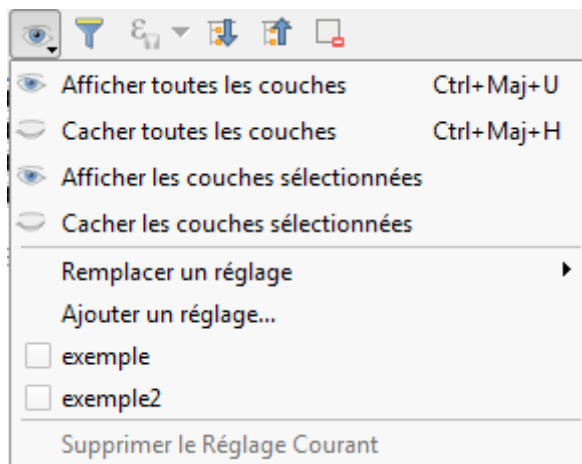 Afficher toutes les couches Ctrl+Maj+U
Cacher toutes les couches Ctrl+Maj+H
Afficher les couches sélectionnées
Cacher les couches sélectionnées
Remplacer un réglage
Ajouter un réglage...
exemple
exemple2
Supprimer le Réglage Courant